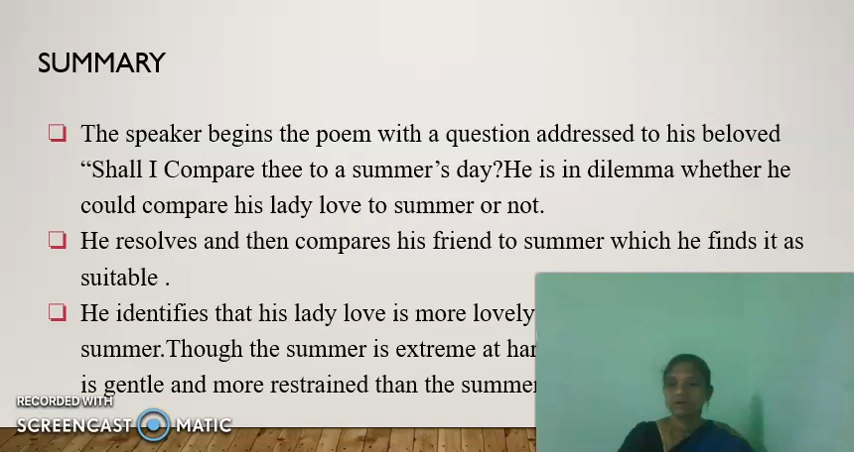 SUMMARY
The speaker begins the poem with a question addressed to his beloved
“Shall I Compare thee to a summer’s day?He is in dilemma whether he
could compare his lady love to summer or not.
He resolves and then compares his friend to summer which he finds it as
suitable .
He identifies that his lady love is more lovely
summer.Though the summer is extreme at
is gentle and more restrained than the summer
RECORDED WITH
SCREENCAST MATIC